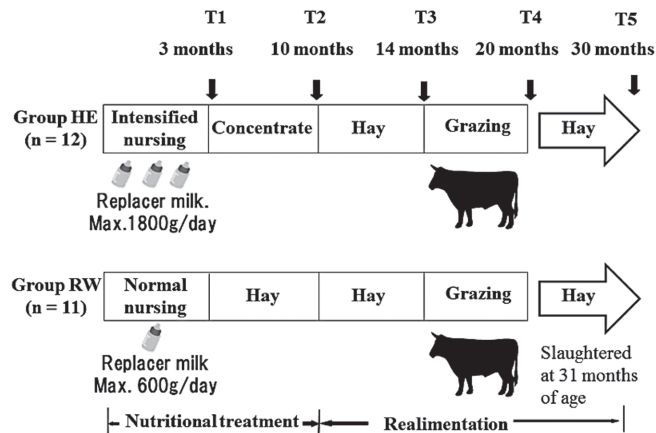 T1 T2 T3 T4 T5
3 months 10 months 14 months 20 months 30 months
Group HE
(n = 12)
Intensified
nursing
Concentrate
Hay
Grazing
Hay
Replacer milk.
Max.1800g/day
Group RW
(n = 11)
Normal
nursing
Hay
Hay
Grazing
Hay
Replacer milk
Max. 600g/day
Slaughtered
at 31 months
of age
Nutritional treatment Realimentation